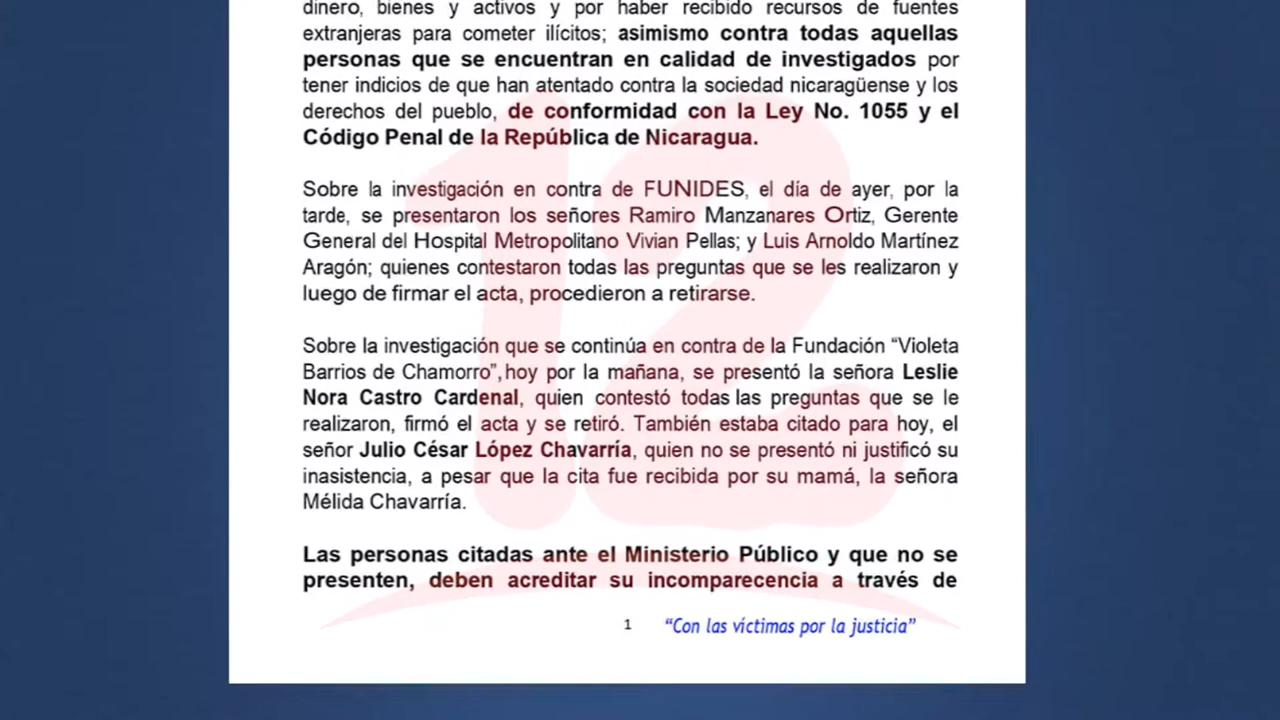 dinero, bienes y activos y por haber recibido recursos de fuentes
extranjeras para cometer ilícitos; asimismo contra todas aquellas
personas que se encuentran en calidad de investigados por
tener indicios de que han atentado contra la sociedad nicaragüense y los
derechos del pueblo, de conformidad con la Ley No. 1055 y el
Código Penal de la República de Nicaragua.
Sobre la investigación en contra de FUNIDES, el día de ayer, por la
tarde, se presentaron los señores Ramiro Manzanares Ortiz, Gerente
General del Hospital Metropolitano Vivian Pellas; y Luis Arnoldo Martínez
Aragón; quienes contestaron todas las preguntas que se les realizaron y
luego de firmar el acta, procedieron a retirarse.
Sobre la investigación que se continúa en contra de la Fundación “Violeta
Barrios de Chamorro”, hoy por la mañana, se presentó la señora Leslie
Nora Castro Cardenal, quien contestó todas las preguntas que se le
realizaron, firmó el acta y se retiró. También estaba citado para hoy, el
señor Julio César López Chavarría, quien no se presentó ni justificó su
inasistencia, a pesar que la cita fue recibida por su mamá, la señora
Mélida Chavarría.
Las personas citadas ante el Ministerio Público y que no se
presenten, deben acreditar su incomparecencia a través de
1 “Con las víctimas por la justicia”
12